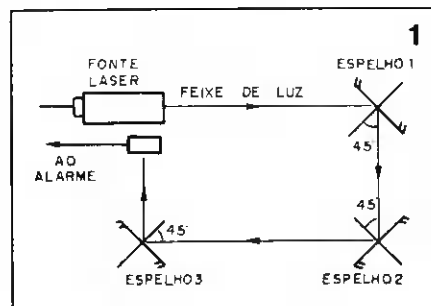 1
FONTE
LASER
FEIXE DE LUZ
ESPELHO 1
45°
AO
ALARME
45°
45°
ESPELHO 3
ESPELHO 2